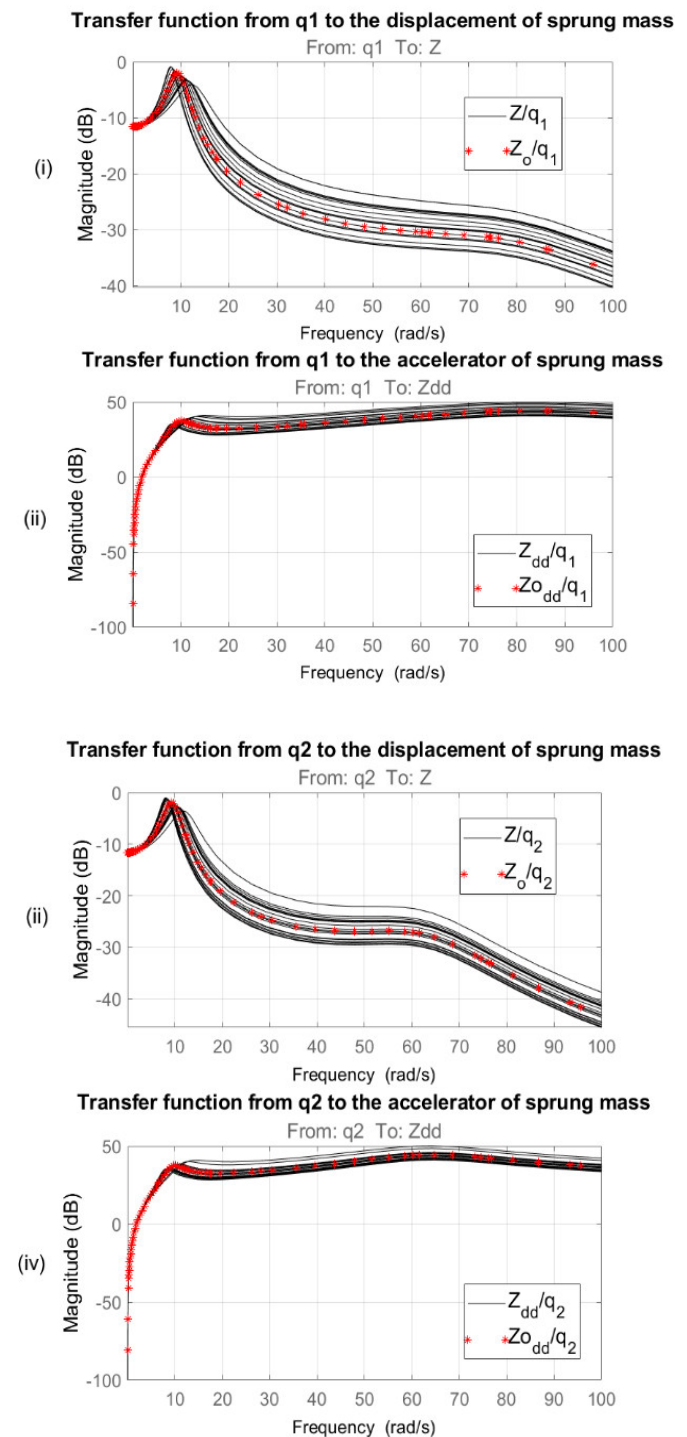 Transfer function from q1 to the displacement of sprung mass
From: q1 To: Z
0
-10
-20
-30
-40
Magnitude (dB)
(i)
Z/q1
Zo/q1
10 20 30 40 50 60 70 80 90 100
Frequency (rad/s)
Transfer function from q1 to the accelerator of sprung mass
From: q1 To: Zdd
50
0
-50
-100
Magnitude (dB)
(ii)
Zdd/q1
Zodd/q1
0 10 20 30 40 50 60 70 80 90 100
Frequency (rad/s)
Transfer function from q2 to the displacement of sprung mass
From: q2 To: Z
0
-10
-20
-30
-40
Magnitude (dB)
(ii)
Z/q2
Zo/q2
10 20 30 40 50 60 70 80 90 100
Frequency (rad/s)
Transfer function from q2 to the accelerator of sprung mass
From: q2 To: Zdd
50
0
-50
-100
Magnitude (dB)
(iv)
Zdd/q2
Zodd/q2
10 20 30 40 50 60 70 80 90 100
Frequency (rad/s)